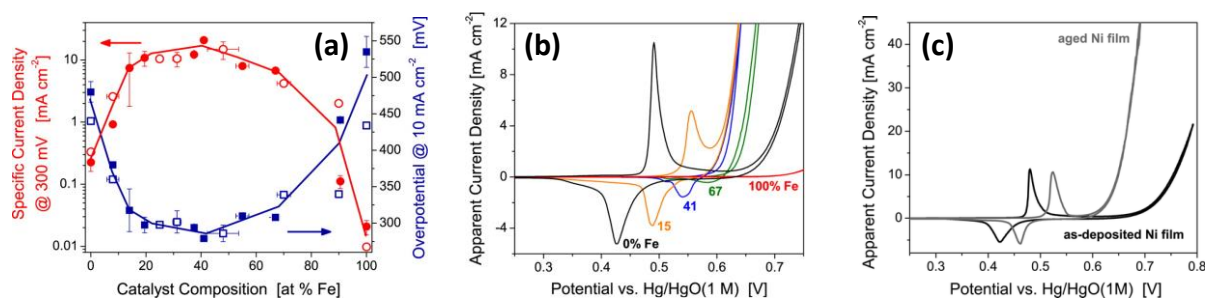 (a)
Specific Current Density
@ 300 mV [mA cm⁻²]
10
1
0.1
0.01
0 20 40 60 80 100
Catalyst Composition [at % Fe]
550
500
450
400
350
300
Overpotential @ 10 mA cm⁻² [mV]
(b)
Apparent Current Density [mA cm⁻²]
12
8
4
0
-4
0% Fe
15
41
67
100% Fe
0.3 0.4 0.5 0.6 0.7
Potential vs. Hg/HgO(1 M) [V]
(c)
Apparent Current Density [mA cm⁻²]
40
30
20
10
0
aged Ni film
as-deposited Ni film
0.3 0.4 0.5 0.6 0.7 0.8
Potential vs. Hg/HgO(1M) [V]